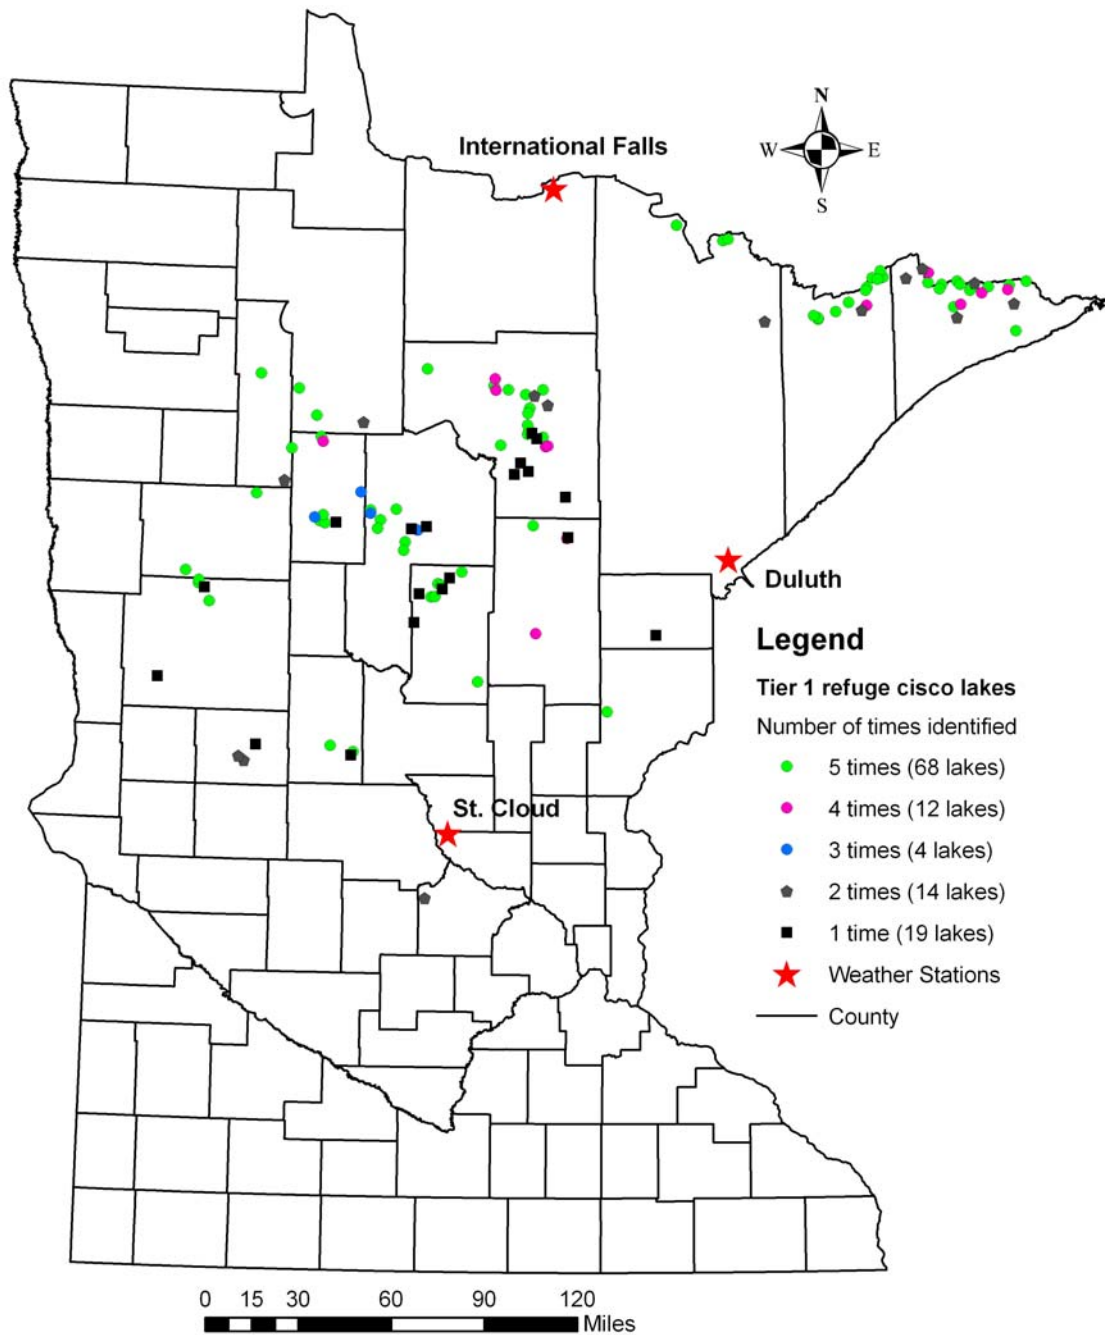 N
International Falls
W E
S
Duluth
Legend
Tier 1 refuge cisco lakes
Number of times identified
5 times (68 lakes)
St. Cloud
4 times (12 lakes)
3 times (4 lakes)
2 times (14 lakes)
1 time (19 lakes)
Weather Stations
County
0 15 30 60 90 120
Miles